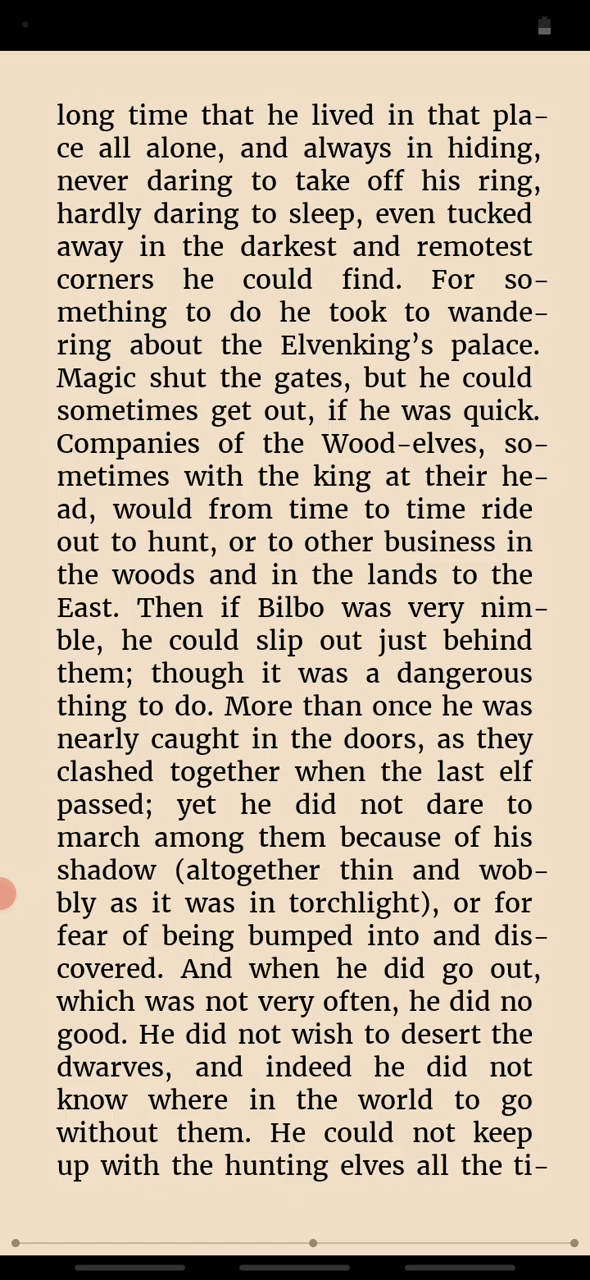 long time that he lived in that pla-
ce all alone, and always in hiding,
never daring to take off his ring,
hardly daring to sleep, even tucked
away in the darkest and remotest
corners he could find. For so-
mething to do he took to wande-
ring about the Elvenking’s palace.
Magic shut the gates, but he could
sometimes get out, if he was quick.
Companies of the Wood-elves, so-
metimes with the king at their he-
ad, would from time to time ride
out to hunt, or to other business in
the woods and in the lands to the
East. Then if Bilbo was very nim-
ble, he could slip out just behind
them; though it was a dangerous
thing to do. More than once he was
nearly caught in the doors, as they
clashed together when the last elf
passed; yet he did not dare to
march among them because of his
shadow (altogether thin and wob-
bly as it was in torchlight), or for
fear of being bumped into and dis-
covered. And when he did go out,
which was not very often, he did no
good. He did not wish to desert the
dwarves, and indeed he did not
know where in the world to go
without them. He could not keep
up with the hunting elves all the ti-